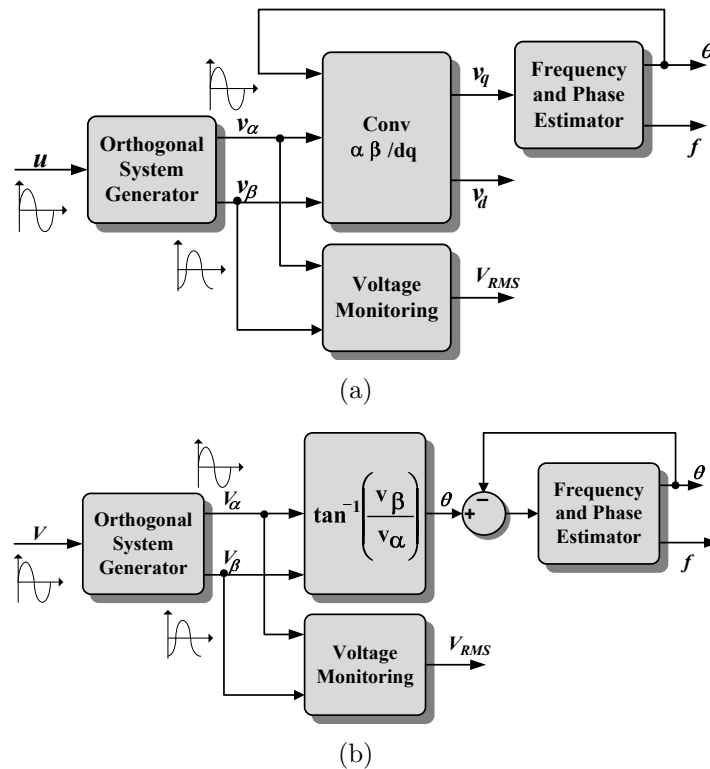 θ
v_q
Frequency
and Phase
Estimator
f
Orthogonal
System
Generator
u
v_α
v_β
Conv
α β /dq
v_d
Voltage
Monitoring
V_RMS
(a)
V
Orthogonal
System
Generator
V_α
V_β
tan⁻¹(v_β/v_α)
θ
+
−
Frequency
and Phase
Estimator
θ
f
Voltage
Monitoring
V_RMS
(b)